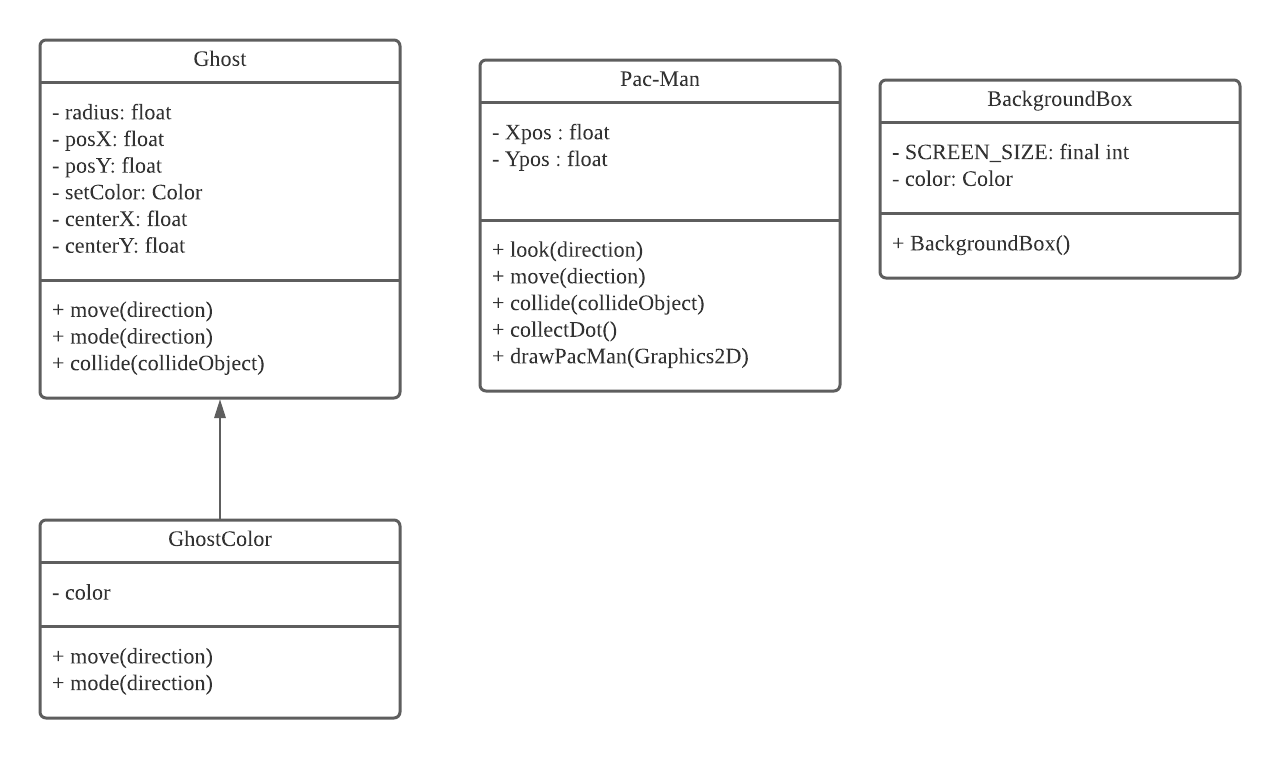 Ghost
- radius: float
- posX: float
- posY: float
- setColor: Color
- centerX: float
- centerY: float
+ move(direction)
+ mode(direction)
+ collide(collideObject)
Pac-Man
- Xpos : float
- Ypos : float
+ look(direction)
+ move(diection)
+ collide(collideObject)
+ collectDot()
+ drawPacMan(Graphics2D)
BackgroundBox
- SCREEN_SIZE: final int
- color: Color
+ BackgroundBox()
GhostColor
- color
+ move(direction)
+ mode(direction)